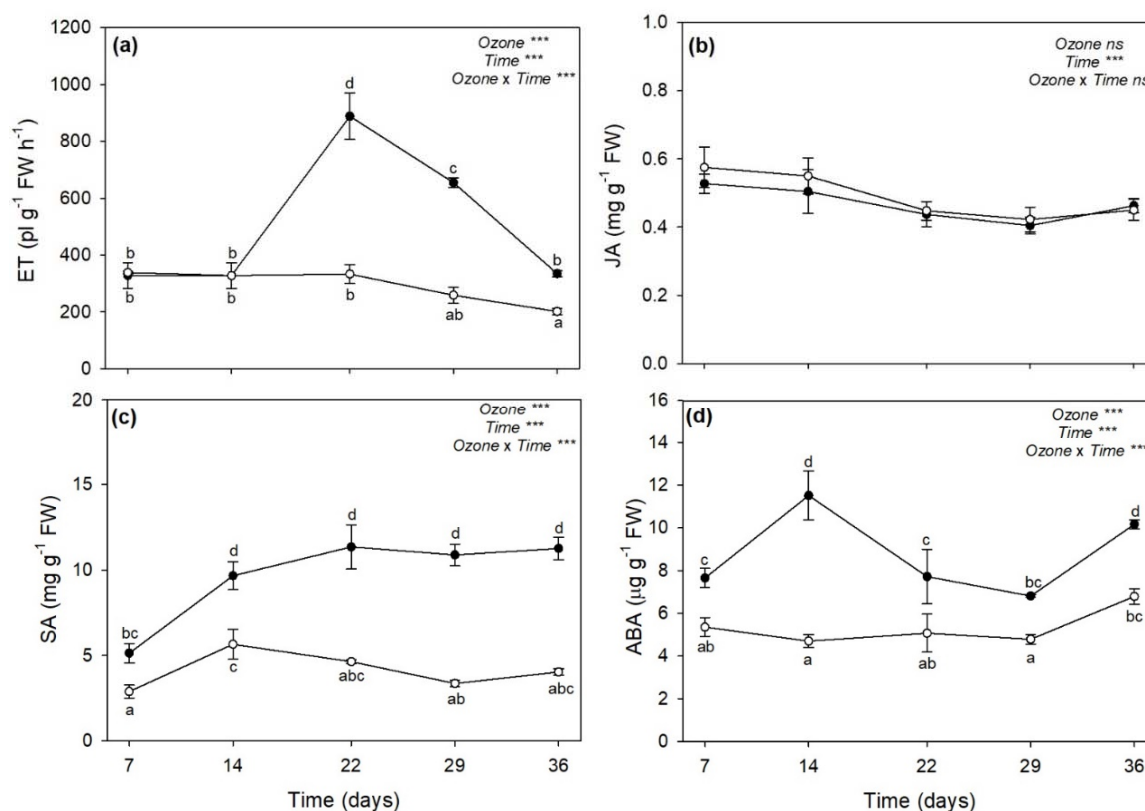 (a)
Ozone ***
Time ***
Ozone x Time ***
1200
1000
800
600
400
200
0
ET (pl g⁻¹ FW h⁻¹)
d
c
b b b
b b b ab a
(b)
Ozone ns
Time ***
Ozone x Time ns
1.0
0.8
0.6
0.4
0.2
0.0
JA (mg g⁻¹ FW)
(c)
Ozone ***
Time ***
Ozone x Time ***
20
15
10
5
0
SA (mg g⁻¹ FW)
bc d d d d
a c abc ab abc
7 14 22 29 36
Time (days)
(d)
Ozone ***
Time ***
Ozone x Time ***
16
14
12
10
8
6
4
2
0
ABA (µg g⁻¹ FW)
c d c bc d
ab a ab a bc
7 14 22 29 36
Time (days)